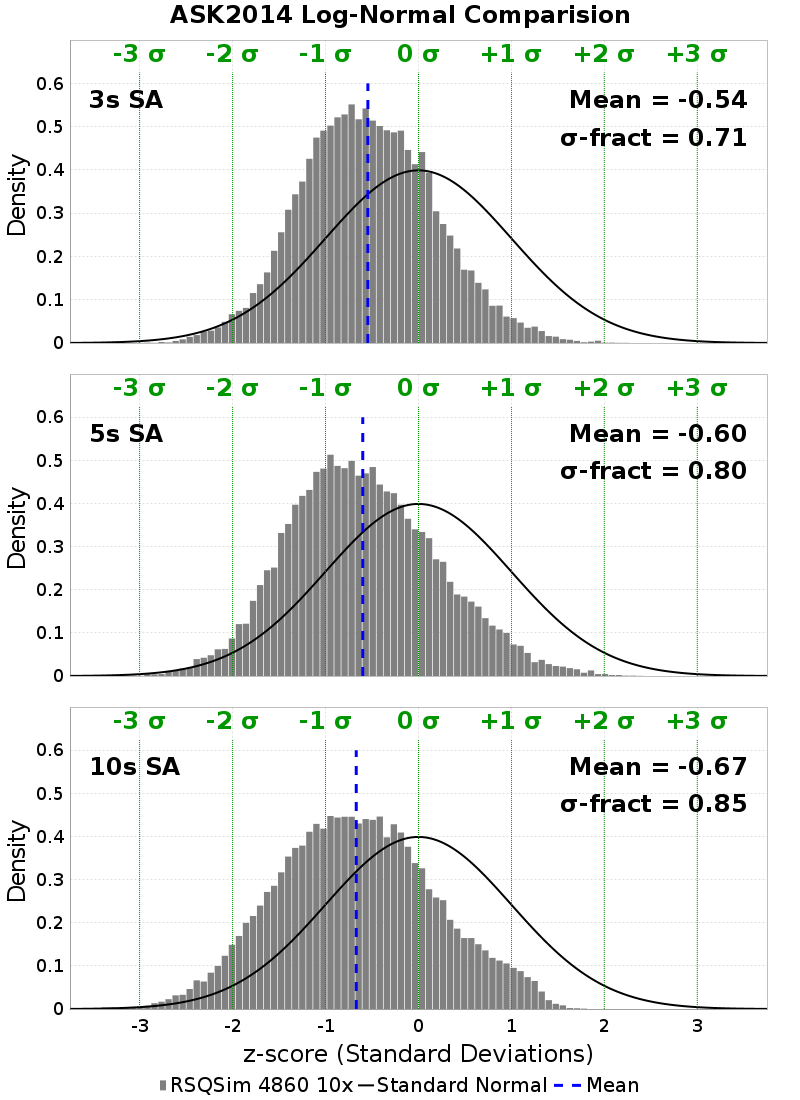 ASK2014 Log-Normal Comparision
-3 σ -2 σ -1 σ 0 σ +1 σ +2 σ +3 σ
3s SA
Mean = -0.54
σ-fract = 0.71
0.6
0.5
0.4
0.3
0.2
0.1
0
Density
-3 σ -2 σ -1 σ 0 σ +1 σ +2 σ +3 σ
5s SA
Mean = -0.60
σ-fract = 0.80
0.6
0.5
0.4
0.3
0.2
0.1
0
Density
-3 σ -2 σ -1 σ 0 σ +1 σ +2 σ +3 σ
10s SA
Mean = -0.67
σ-fract = 0.85
0.6
0.5
0.4
0.3
0.2
0.1
0
Density
-3 -2 -1 0 1 2 3
z-score (Standard Deviations)
RSQSim 4860 10x Standard Normal Mean